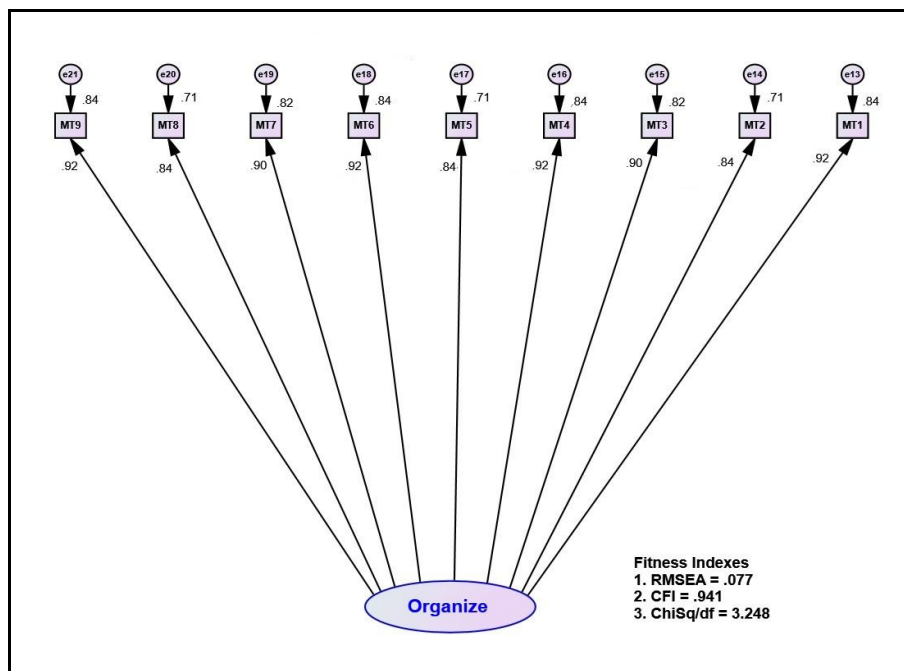 e21 e20 e19 e18 e17 e16 e15 e14 e13
.84 .71 .82 .84 .71 .84 .82 .71 .84
MT9 MT8 MT7 MT6 MT5 MT4 MT3 MT2 MT1
.92 .84 .90 .92 .84 .92 .90 .84 .92
Organize
Fitness Indexes
1. RMSEA = .077
2. CFI = .941
3. ChiSq/df = 3.248